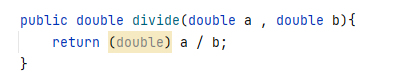 public double divide(double a , double b){
    return (double) a / b;
}